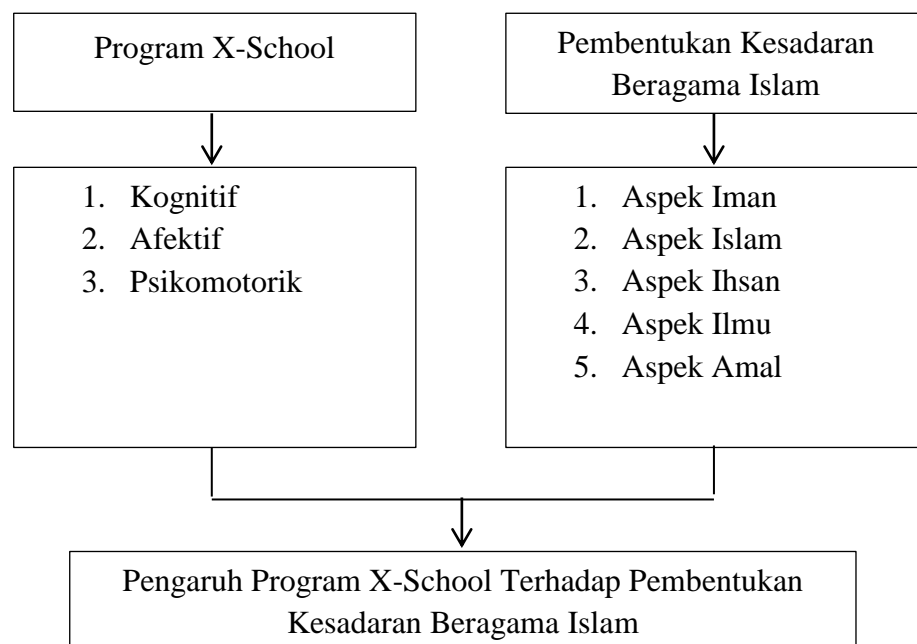 Program X-School
Pembentukan Kesadaran
Beragama Islam
1. Kognitif
2. Afektif
3. Psikomotorik
1. Aspek Iman
2. Aspek Islam
3. Aspek Ihsan
4. Aspek Ilmu
5. Aspek Amal
Pengaruh Program X-School Terhadap Pembentukan
Kesadaran Beragama Islam